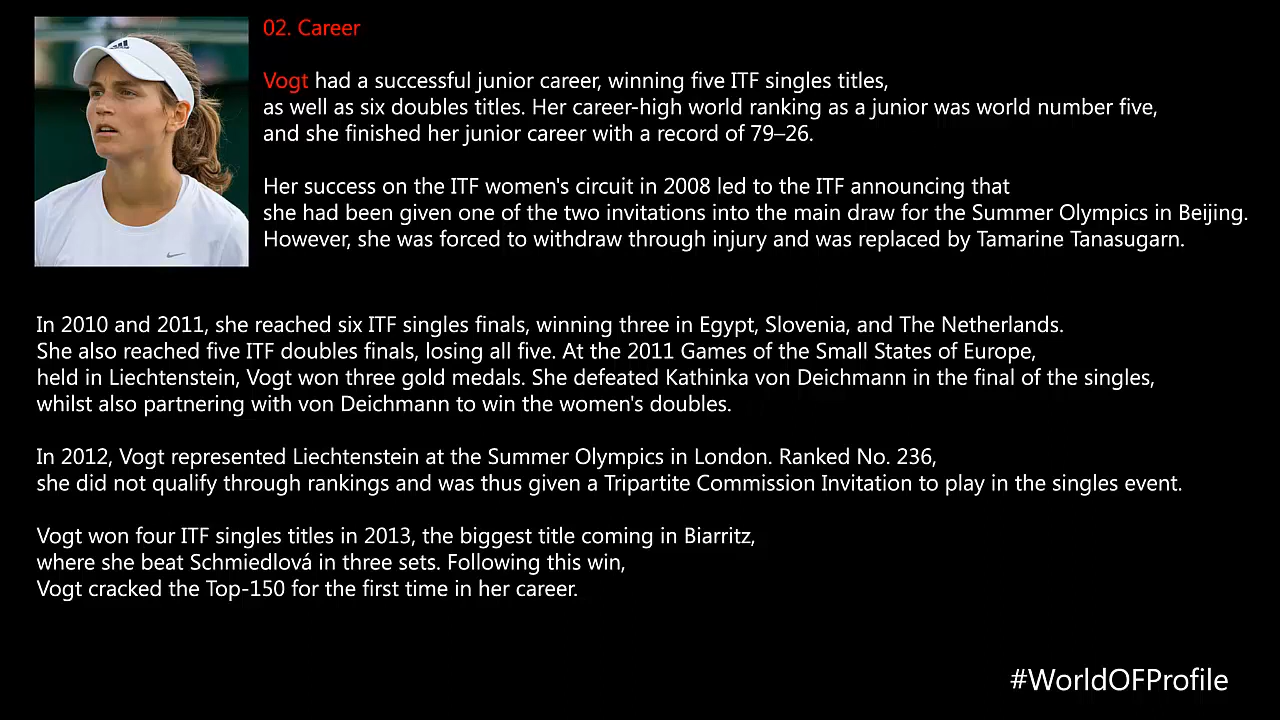 02. Career
Vogt had a successful junior career, winning five ITF singles titles,
as well as six doubles titles. Her career-high world ranking as a junior was world number five,
and she finished her junior career with a record of 79–26.
Her success on the ITF women's circuit in 2008 led to the ITF announcing that
she had been given one of the two invitations into the main draw for the Summer Olympics in Beijing.
However, she was forced to withdraw through injury and was replaced by Tamarine Tanasugarn.
In 2010 and 2011, she reached six ITF singles finals, winning three in Egypt, Slovenia, and The Netherlands.
She also reached five ITF doubles finals, losing all five. At the 2011 Games of the Small States of Europe,
held in Liechtenstein, Vogt won three gold medals. She defeated Kathinka von Deichmann in the final of the singles,
whilst also partnering with von Deichmann to win the women's doubles.
In 2012, Vogt represented Liechtenstein at the Summer Olympics in London. Ranked No. 236,
she did not qualify through rankings and was thus given a Tripartite Commission Invitation to play in the singles event.
Vogt won four ITF singles titles in 2013, the biggest title coming in Biarritz,
where she beat Schmiedlová in three sets. Following this win,
Vogt cracked the Top-150 for the first time in her career.
#WorldOFProfile